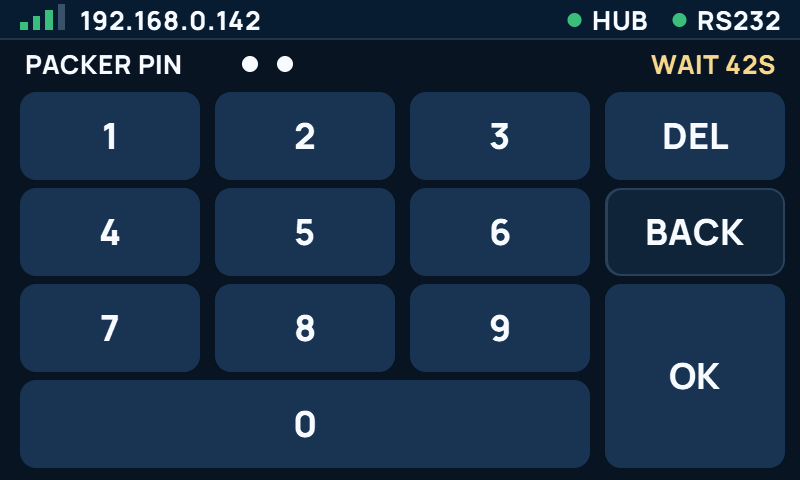 192.168.0.142 HUB RS232
PACKER PIN WAIT 42S
1 2 3 DEL
4 5 6 BACK
7 8 9 OK
0